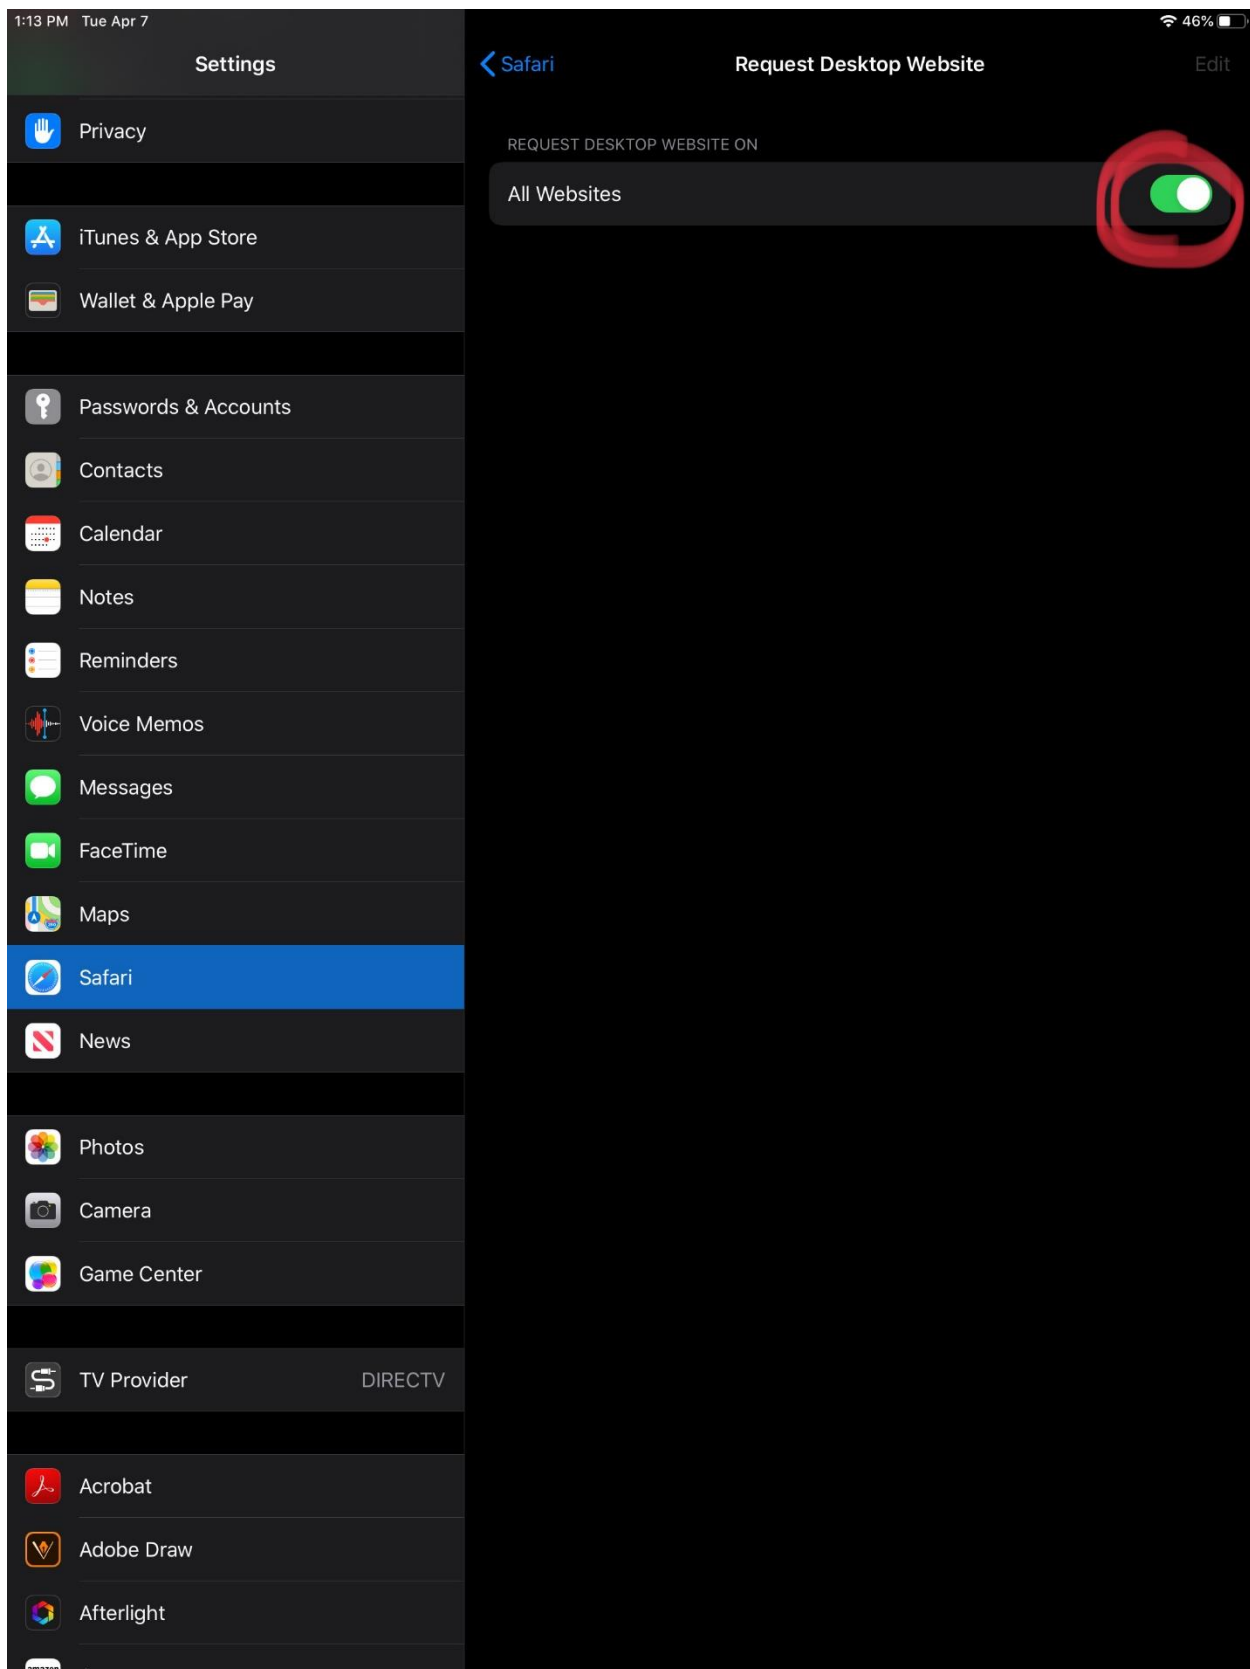 1:13 PM Tue Apr 7
46%
Settings
Privacy
iTunes & App Store
Wallet & Apple Pay
Passwords & Accounts
Contacts
Calendar
Notes
Reminders
Voice Memos
Messages
FaceTime
Maps
Safari
News
Photos
Camera
Game Center
TV Provider DIRECTV
Acrobat
Adobe Draw
Afterlight
amazon
Safari
Request Desktop Website
Edit
REQUEST DESKTOP WEBSITE ON
All Websites